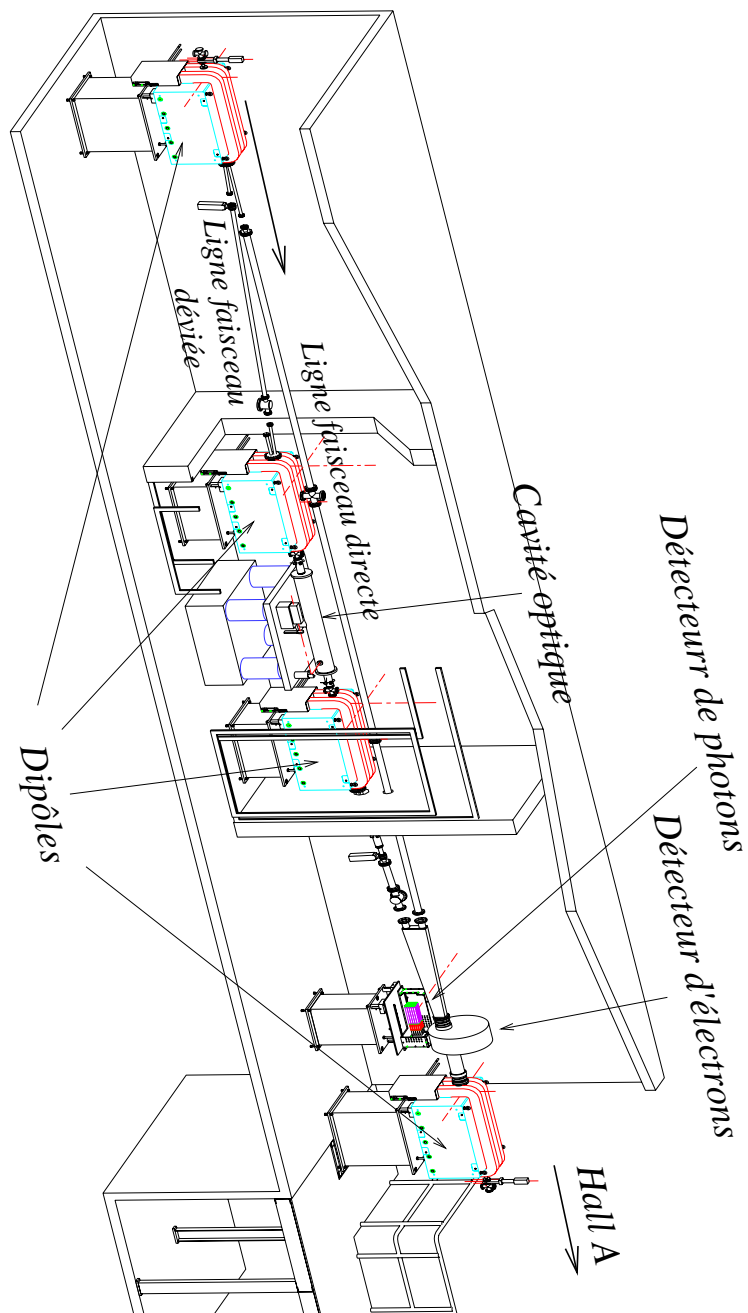 Ligne faisceau
déviée
Ligne faisceau directe
Cavité optique
Détecteurr de photons
Détecteur d'électrons
Dipôles
Hall A